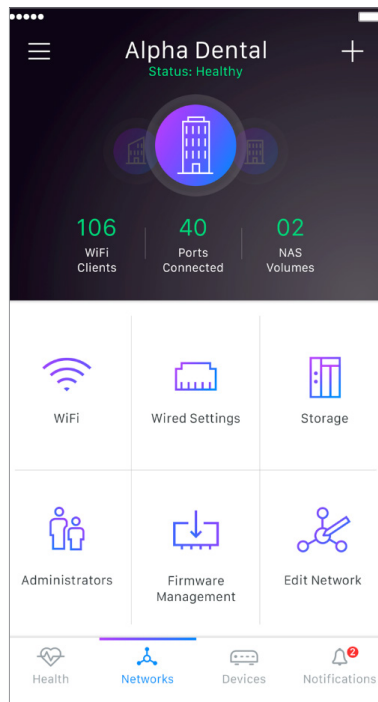 Alpha Dental
Status: Healthy
106
WiFi
Clients
40
Ports
Connected
02
NAS
Volumes
WiFi
Wired Settings
Storage
Administrators
Firmware
Management
Edit Network
Health
Networks
Devices
2
Notifications